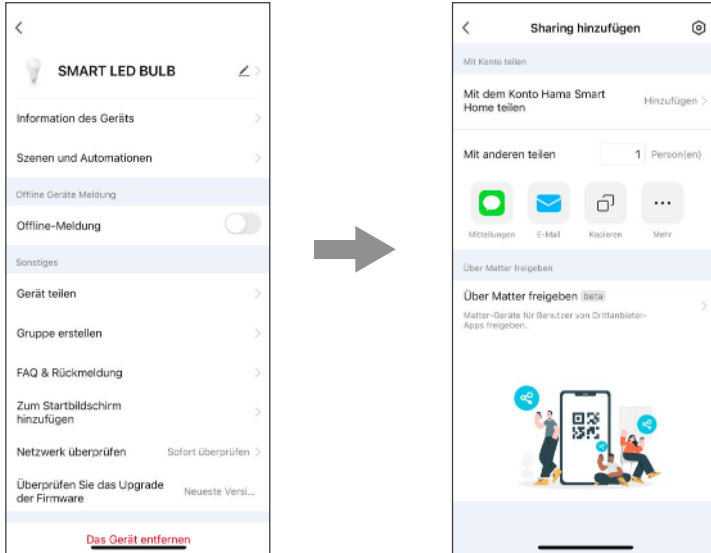 SMART LED BULB
Information des Geräts
Szenen und Automationen
Offline Geräte Meldung
Offline-Meldung
Sonstiges
Gerät teilen
Gruppe erstellen
FAQ & Rückmeldung
Zum Startbildschirm
hinzufügen
Netzwerk überprüfen Sofort überprüfen
Überprüfen Sie das Upgrade
der Firmware
Neueste Versi...
Das Gerät entfernen
Sharing hinzufügen
Mit Konto teilen
Mit dem Konto Hama Smart
Home teilen
Hinzufügen
Mit anderen teilen 1 Person(en)
Mitteilungen E-Mail Kopieren Mehr
Über Matter freigeben
Über Matter freigeben beta
Matter-Geräte für Benutzer von Drittanbieter-
Apps freigeben.